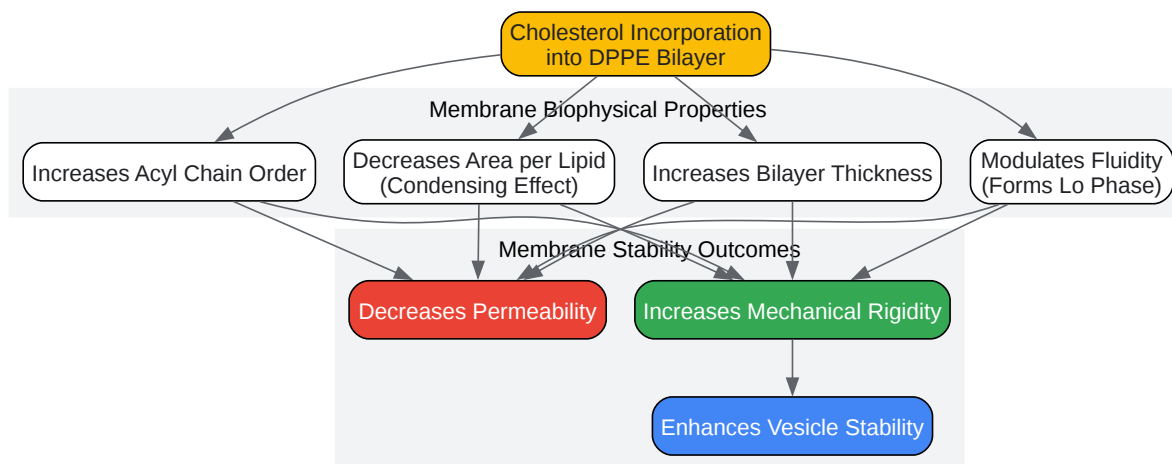 Cholesterol Incorporation
into DPPE Bilayer
Membrane Biophysical Properties
Increases Acyl Chain Order
Decreases Area per Lipid
(Condensing Effect)
Increases Bilayer Thickness
Modulates Fluidity
(Forms Lo Phase)
Membrane Stability Outcomes
Decreases Permeability
Increases Mechanical Rigidity
Enhances Vesicle Stability